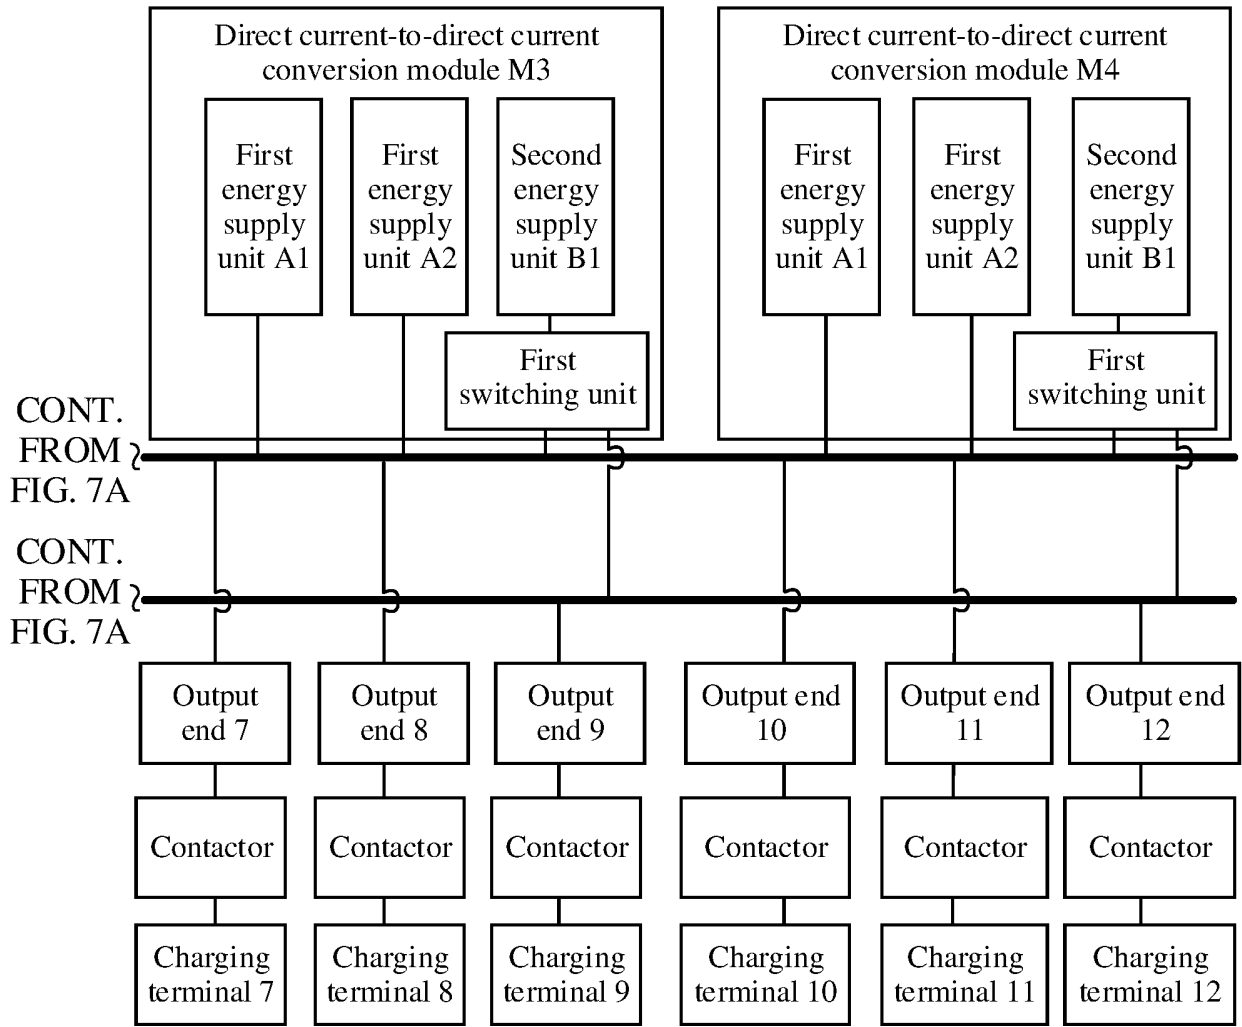 Direct current-to-direct current
conversion module M3
First
energy
supply
unit A1
First
energy
supply
unit A2
Second
energy
supply
unit B1
First
switching unit
Direct current-to-direct current
conversion module M4
First
energy
supply
unit A1
First
energy
supply
unit A2
Second
energy
supply
unit B1
First
switching unit
CONT.
FROM
FIG. 7A
CONT.
FROM
FIG. 7A
Output
end 7
Output
end 8
Output
end 9
Output end
10
Output end
11
Output end
12
Contactor
Contactor
Contactor
Contactor
Contactor
Contactor
Charging
terminal 7
Charging
terminal 8
Charging
terminal 9
Charging
terminal 10
Charging
terminal 11
Charging
terminal 12